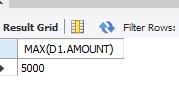 Result Grid Filter Rows:
MAX(D1.AMOUNT)
5000